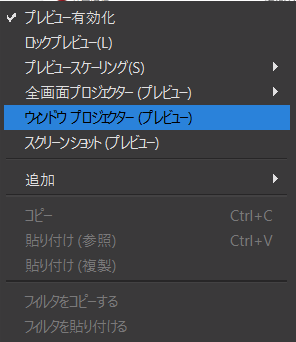 プレビュー有効化
ロックプレビュー(L)
プレビュースケーリング(S)
全画面プロジェクター (プレビュー)
ウィンドウ プロジェクター (プレビュー)
スクリーンショット (プレビュー)
追加
コピー Ctrl+C
貼り付け (参照) Ctrl+V
貼り付け (複製)
フィルタをコピーする
フィルタを貼り付ける